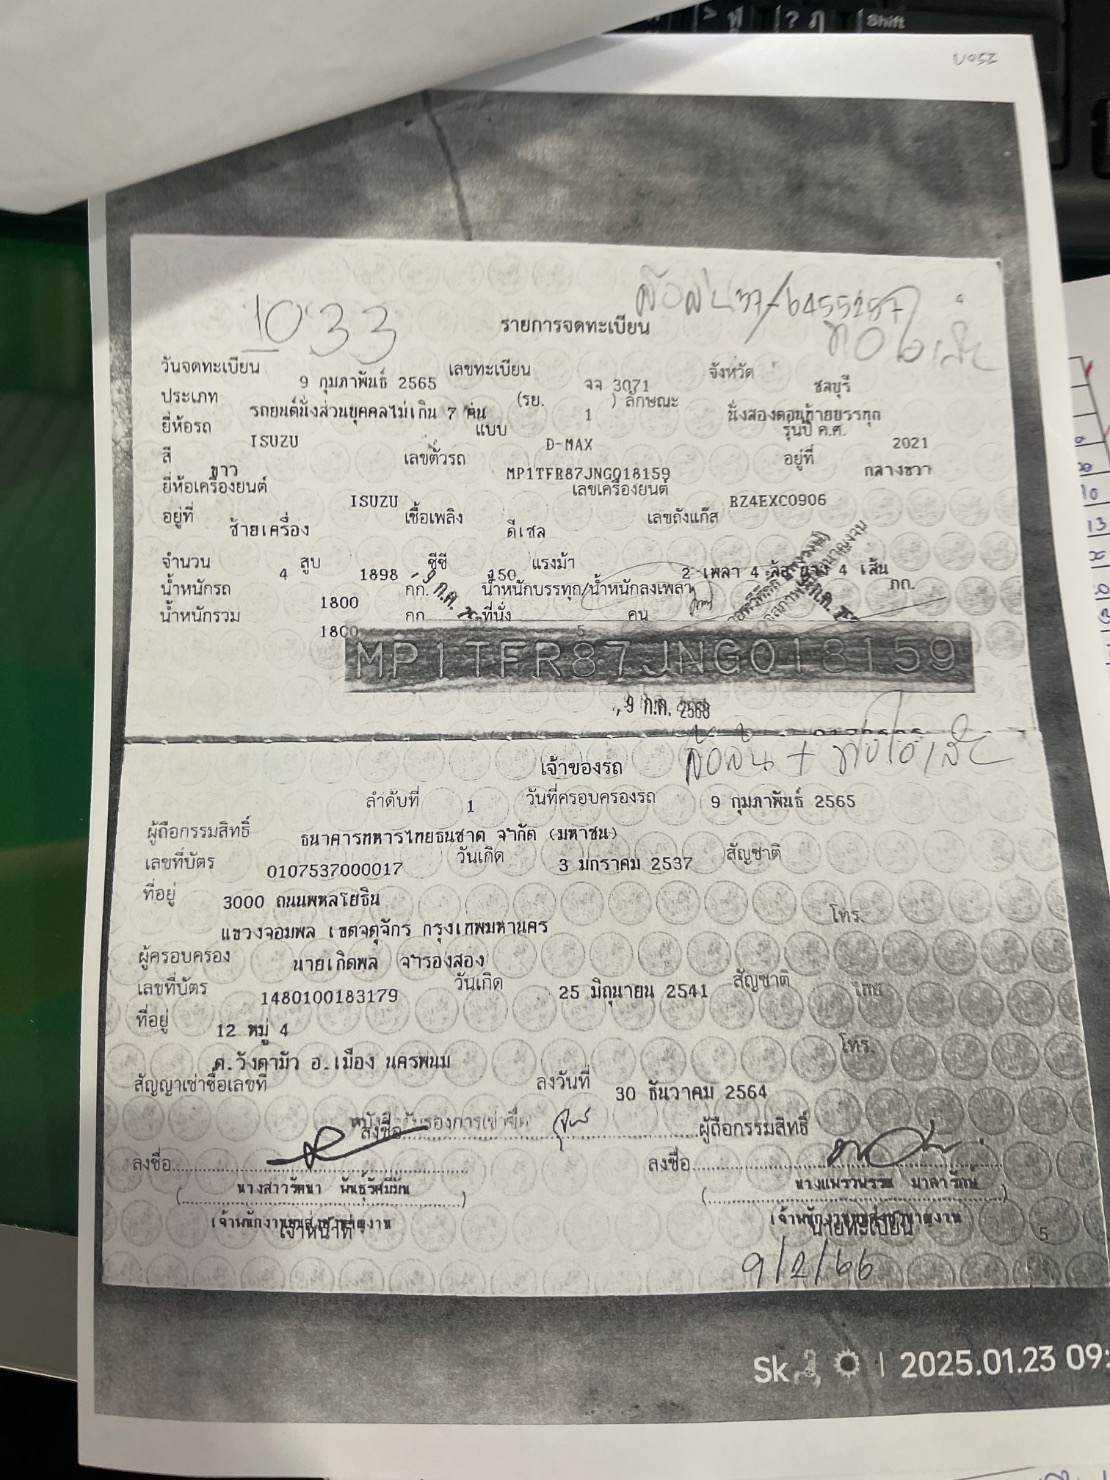 Shift
10'33
ล้อล้น
รายการจดทะเบียน
วันจดทะเบียน 9 กุมภาพันธ์ 2565 เลขทะเบียน จจ 3071 จังหวัด ชลบุรี
ประเภท รถยนต์นั่งส่วนบุคคลไม่เกิน 7 คน (รย. 1 ) ลักษณะ นั่งสองตอนท้ายบรรทุก
ยี่ห้อรถ ISUZU แบบ D-MAX รุ่นปี ค.ศ. 2021
สี ขาว เลขตัวรถ MP1TFR87JNG018159 อยู่ที่ กลางขวา
ยี่ห้อเครื่องยนต์ ISUZU เลขเครื่องยนต์ RZ4EXC0906
อยู่ที่ ซ้ายเครื่อง เชื้อเพลิง ดีเซล เลขถังแก๊ส
จำนวน 4 สูบ 1898 ซีซี 150 แรงม้า 2 เพลา 4 ล้อ ยาง 4 เส้น
น้ำหนักรถ 1800 กก. น้ำหนักบรรทุก/น้ำหนักลงเพลา กก.
น้ำหนักรวม 1800 กก ที่นั่ง 5 คน
MP1TFR87JNG018159
9 ก.ค. 2568
เจ้าของรถ
ลำดับที่ 1 วันที่ครอบครองรถ 9 กุมภาพันธ์ 2565
ผู้ถือกรรมสิทธิ์ ธนาคารทหารไทยธนชาต จำกัด (มหาชน)
เลขที่บัตร 0107537000017 วันเกิด 3 มกราคม 2537 สัญชาติ
ที่อยู่ 3000 ถนนพหลโยธิน
แขวงจอมพล เขตจตุจักร กรุงเทพมหานคร โทร.
ผู้ครอบครอง นายเกิดพล จำรองสอง
เลขที่บัตร 1480100183179 วันเกิด 25 มิถุนายน 2541 สัญชาติ ไทย
ที่อยู่ 12 หมู่ 4
ต.วังตามัว อ.เมือง นครพนม โทร.
สัญญาเช่าซื้อเลขที่ ลงวันที่ 30 ธันวาคม 2564
ลงชื่อ ผู้ถือกรรมสิทธิ์
ลงชื่อ ลงชื่อ
เจ้าหน้าที่ นายทะเบียน
5
9/2/66
2025.01.23 09: